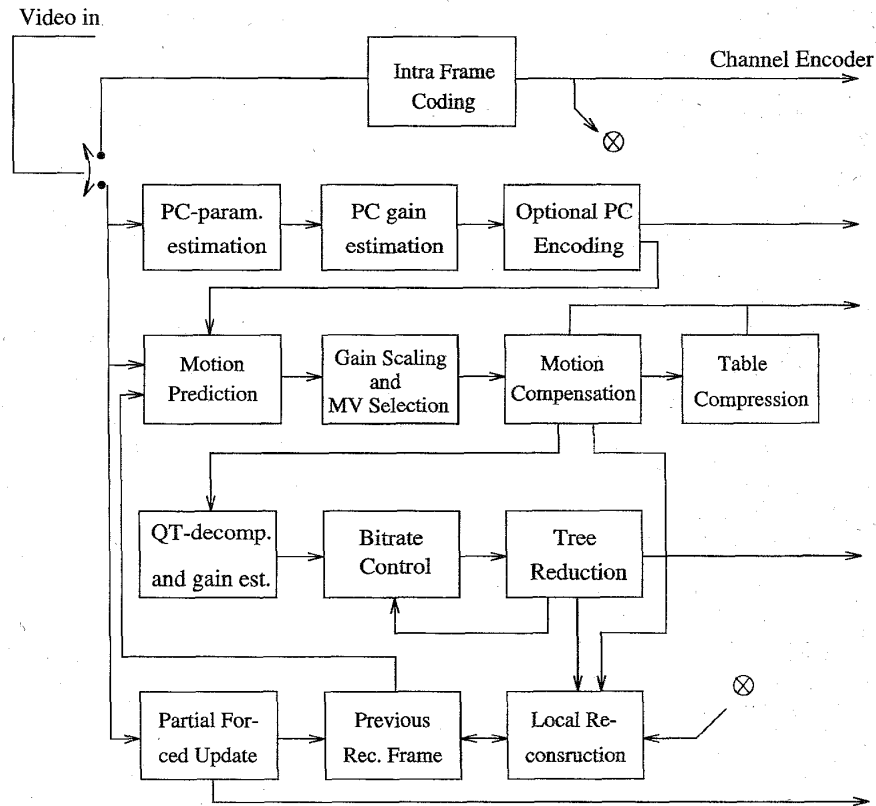 Video in
Channel Encoder
Intra Frame
Coding
PC-param.
estimation
PC gain
estimation
Optional PC
Encoding
Motion
Prediction
Gain Scaling
and
MV Selection
Motion
Compensation
Table
Compression
QT-decomp.
and gain est.
Bitrate
Control
Tree
Reduction
Partial For-
ced Update
Previous
Rec. Frame
Local Re-
consruction